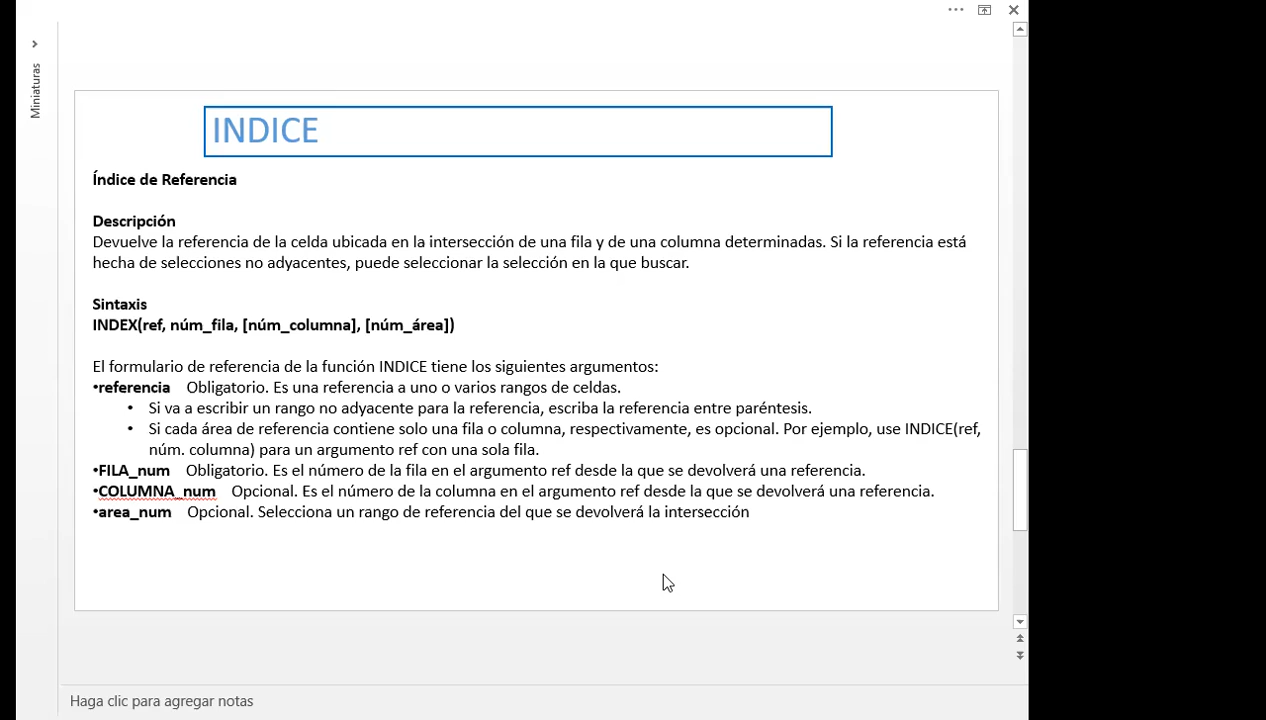 Miniaturas
INDICE
Índice de Referencia
Descripción
Devuelve la referencia de la celda ubicada en la intersección de una fila y de una columna determinadas. Si la referencia está
hecha de selecciones no adyacentes, puede seleccionar la selección en la que buscar.
Sintaxis
INDEX(ref, núm_fila, [núm_columna], [núm_área])
El formulario de referencia de la función INDICE tiene los siguientes argumentos:
•referencia Obligatorio. Es una referencia a uno o varios rangos de celdas.
• Si va a escribir un rango no adyacente para la referencia, escriba la referencia entre paréntesis.
• Si cada área de referencia contiene solo una fila o columna, respectivamente, es opcional. Por ejemplo, use INDICE(ref,
núm. columna) para un argumento ref con una sola fila.
•FILA_num Obligatorio. Es el número de la fila en el argumento ref desde la que se devolverá una referencia.
•COLUMNA_num Opcional. Es el número de la columna en el argumento ref desde la que se devolverá una referencia.
•area_num Opcional. Selecciona un rango de referencia del que se devolverá la intersección
Haga clic para agregar notas